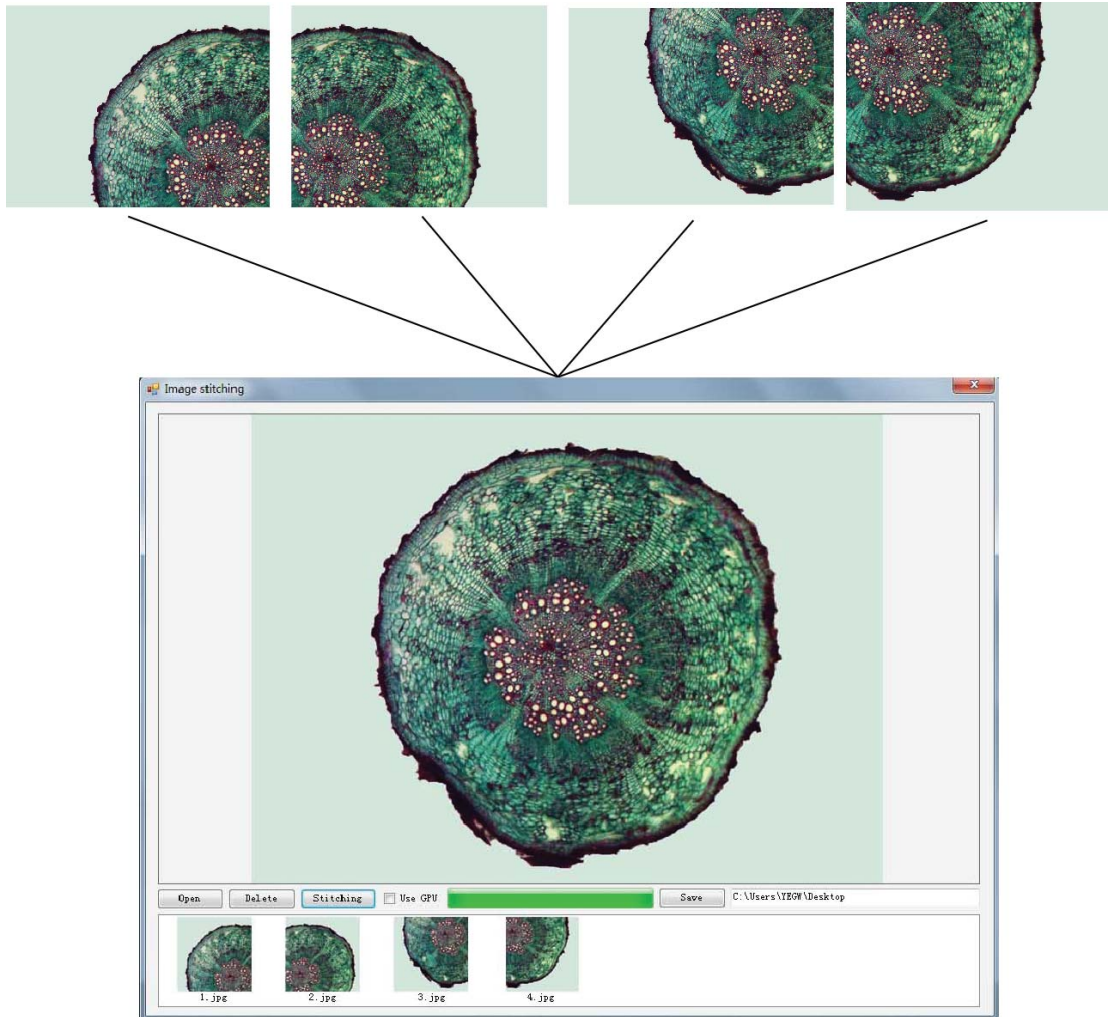 Image stitching
Open Delete Stitching Use GPU Save C:\Users\YEGW\Desktop
1.jpg 2.jpg 3.jpg 4.jpg